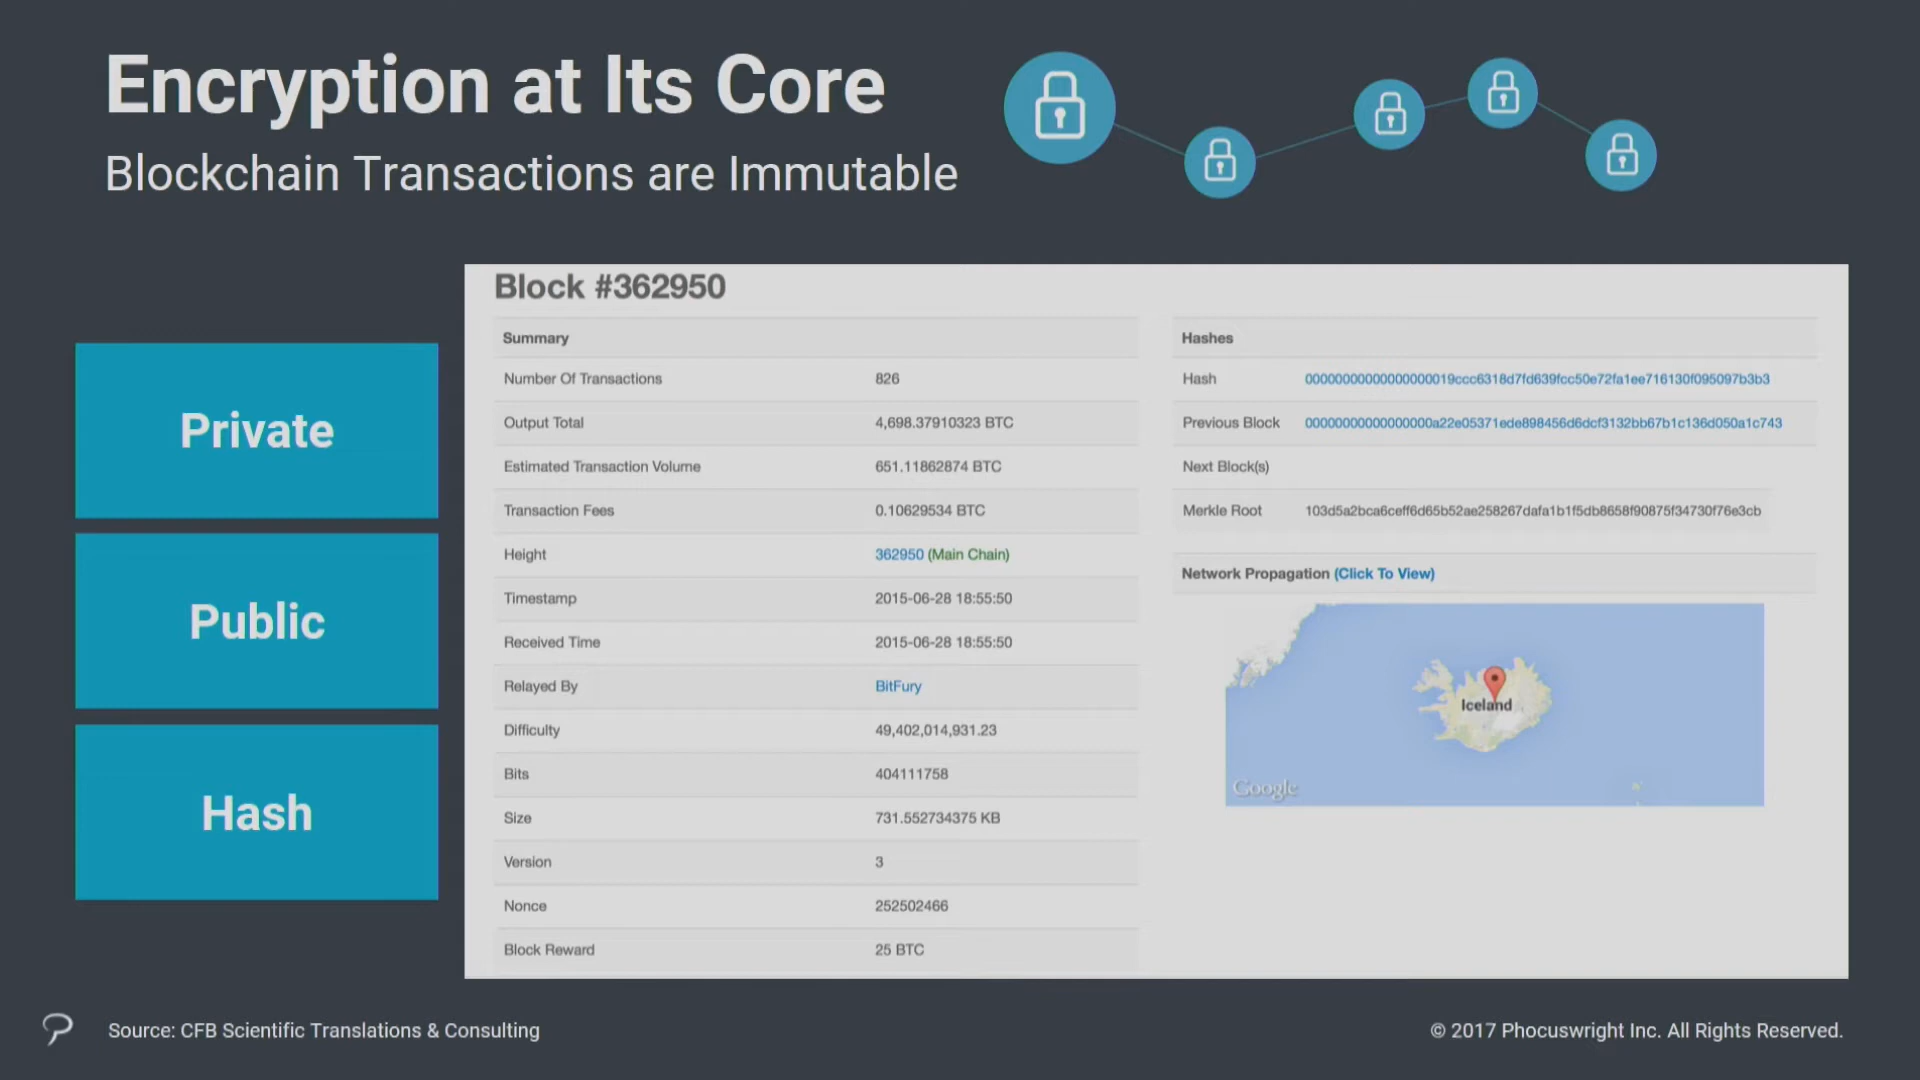 Encryption at Its Core
Blockchain Transactions are Immutable
Private
Public
Hash
Block #362950
Summary
Number Of Transactions 826
Output Total 4,698.37910323 BTC
Estimated Transaction Volume 651.11862874 BTC
Transaction Fees 0.10629534 BTC
Height 362950 (Main Chain)
Timestamp 2015-06-28 18:55:50
Received Time 2015-06-28 18:55:50
Relayed By BitFury
Difficulty 49,402,014,931.23
Bits 404111758
Size 731.552734375 KB
Version 3
Nonce 252502466
Block Reward 25 BTC
Hashes
Hash 00000000000000000019ccc6318d7fd639fcc50e72fa1ee716130f095097b3b3
Previous Block 00000000000000000a22e05371ede898456d6dcf3132bb67b1c136d050a1c743
Next Block(s)
Merkle Root 103d5a2bca6ceff6d65b52ae258267dafa1b1f5db8658f90875f34730f76e3cb
Network Propagation (Click To View)
Iceland
Google
Source: CFB Scientific Translations & Consulting
© 2017 Phocuswright Inc. All Rights Reserved.